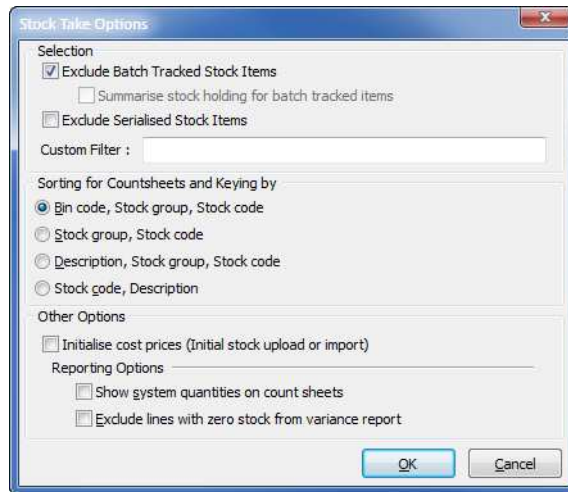 Stock Take Options
Selection
Exclude Batch Tracked Stock Items
Summarise stock holding for batch tracked items
Exclude Serialised Stock Items
Custom Filter :
Sorting for Countsheets and Keying by
Bin code, Stock group, Stock code
Stock group, Stock code
Description, Stock group, Stock code
Stock code, Description
Other Options
Initialise cost prices (Initial stock upload or import)
Reporting Options
Show system quantities on count sheets
Exclude lines with zero stock from variance report
OK Cancel